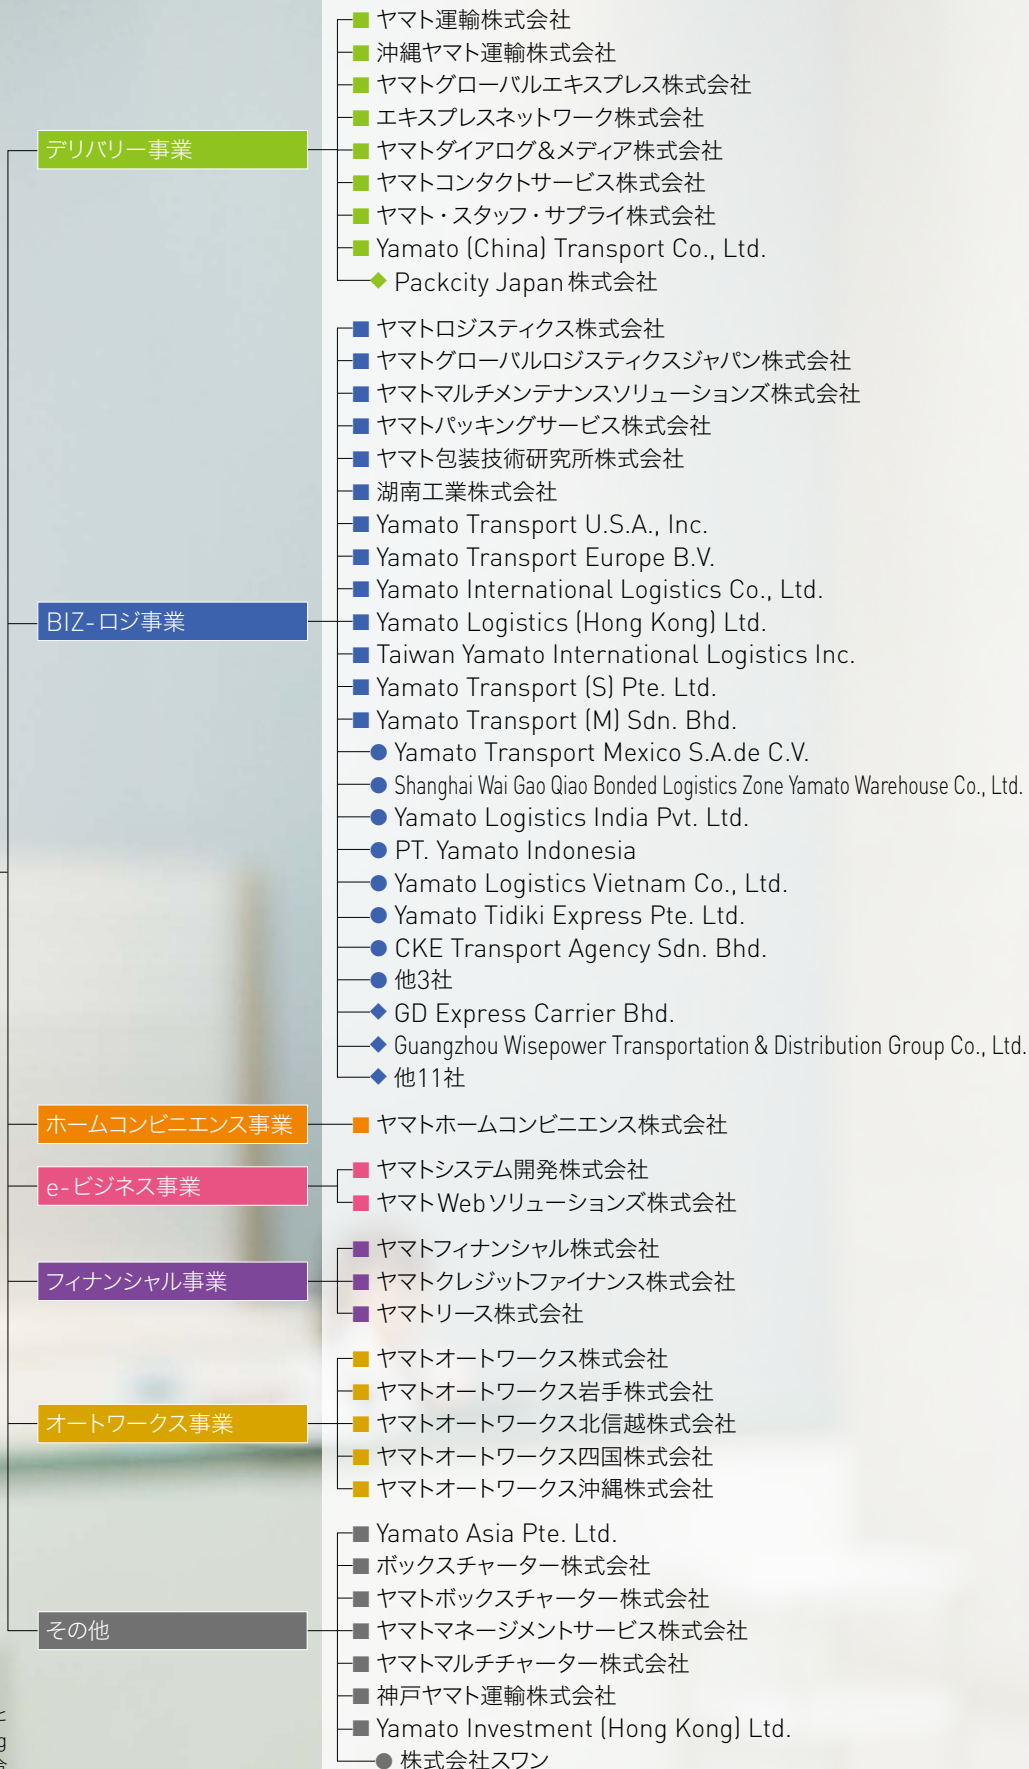 デリバリー事業
ヤマト運輸株式会社
沖縄ヤマト運輸株式会社
ヤマトグローバルエキスプレス株式会社
エキスプレスネットワーク株式会社
ヤマトダイアログ&メディア株式会社
ヤマトコンタクトサービス株式会社
ヤマト・スタッフ・サプライ株式会社
Yamato (China) Transport Co., Ltd.
Packcity Japan 株式会社
BIZ-ロジ事業
ヤマトロジスティクス株式会社
ヤマトグローバルロジスティクスジャパン株式会社
ヤマトマルチメンテナンスソリューションズ株式会社
ヤマトパッキングサービス株式会社
ヤマト包装技術研究所株式会社
湖南工業株式会社
Yamato Transport U.S.A., Inc.
Yamato Transport Europe B.V.
Yamato International Logistics Co., Ltd.
Yamato Logistics (Hong Kong) Ltd.
Taiwan Yamato International Logistics Inc.
Yamato Transport (S) Pte. Ltd.
Yamato Transport (M) Sdn. Bhd.
Yamato Transport Mexico S.A.de C.V.
Shanghai Wai Gao Qiao Bonded Logistics Zone Yamato Warehouse Co., Ltd.
Yamato Logistics India Pvt. Ltd.
PT. Yamato Indonesia
Yamato Logistics Vietnam Co., Ltd.
Yamato Tidiki Express Pte. Ltd.
CKE Transport Agency Sdn. Bhd.
他3社
GD Express Carrier Bhd.
Guangzhou Wisepower Transportation & Distribution Group Co., Ltd.
他11社
ホームコンビニエンス事業
ヤマトホームコンビニエンス株式会社
e-ビジネス事業
ヤマトシステム開発株式会社
ヤマトWebソリューションズ株式会社
フィナンシャル事業
ヤマトフィナンシャル株式会社
ヤマトクレジットファイナンス株式会社
ヤマトリース株式会社
オートワークス事業
ヤマトオートワークス株式会社
ヤマトオートワークス岩手株式会社
ヤマトオートワークス北信越株式会社
ヤマトオートワークス四国株式会社
ヤマトオートワークス沖縄株式会社
その他
Yamato Asia Pte. Ltd.
ボックスチャーター株式会社
ヤマトボックスチャーター株式会社
ヤマトマネージメントサービス株式会社
ヤマトマルチチャーター株式会社
神戸ヤマト運輸株式会社
Yamato Investment (Hong Kong) Ltd.
株式会社スワン
と
g